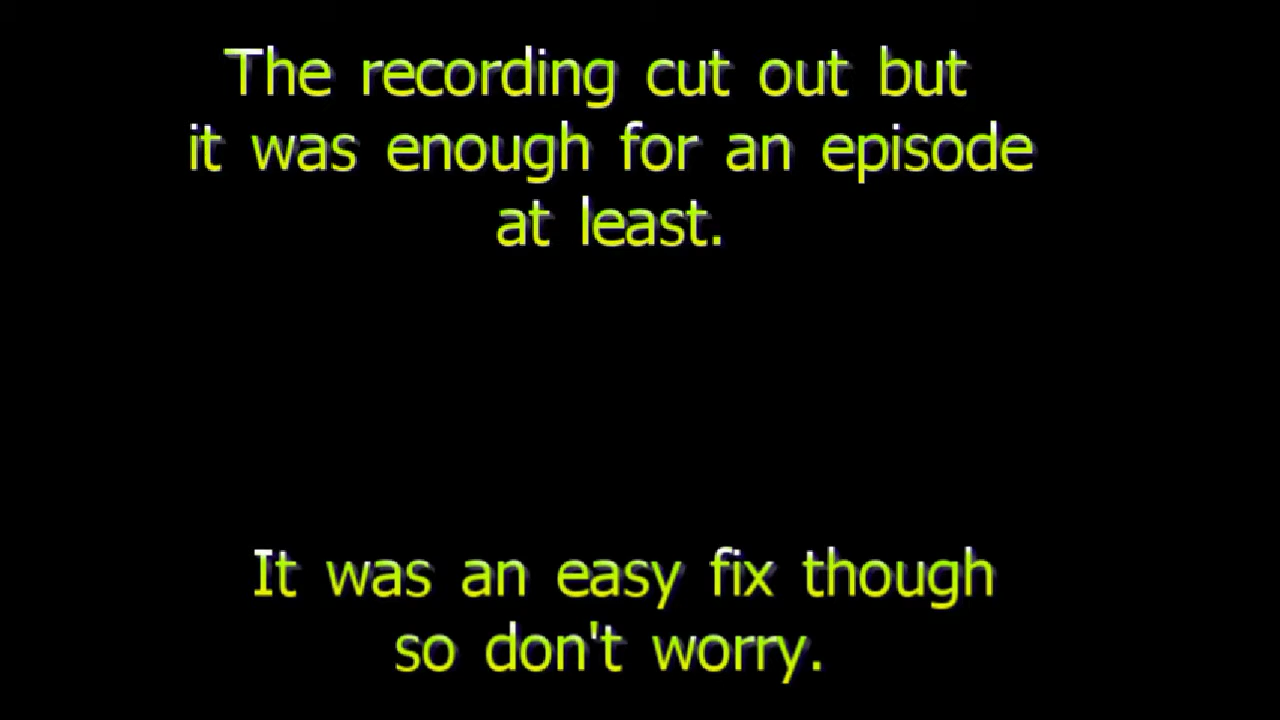 The recording cut out but
it was enough for an episode
at least.
It was an easy fix though
so don't worry.